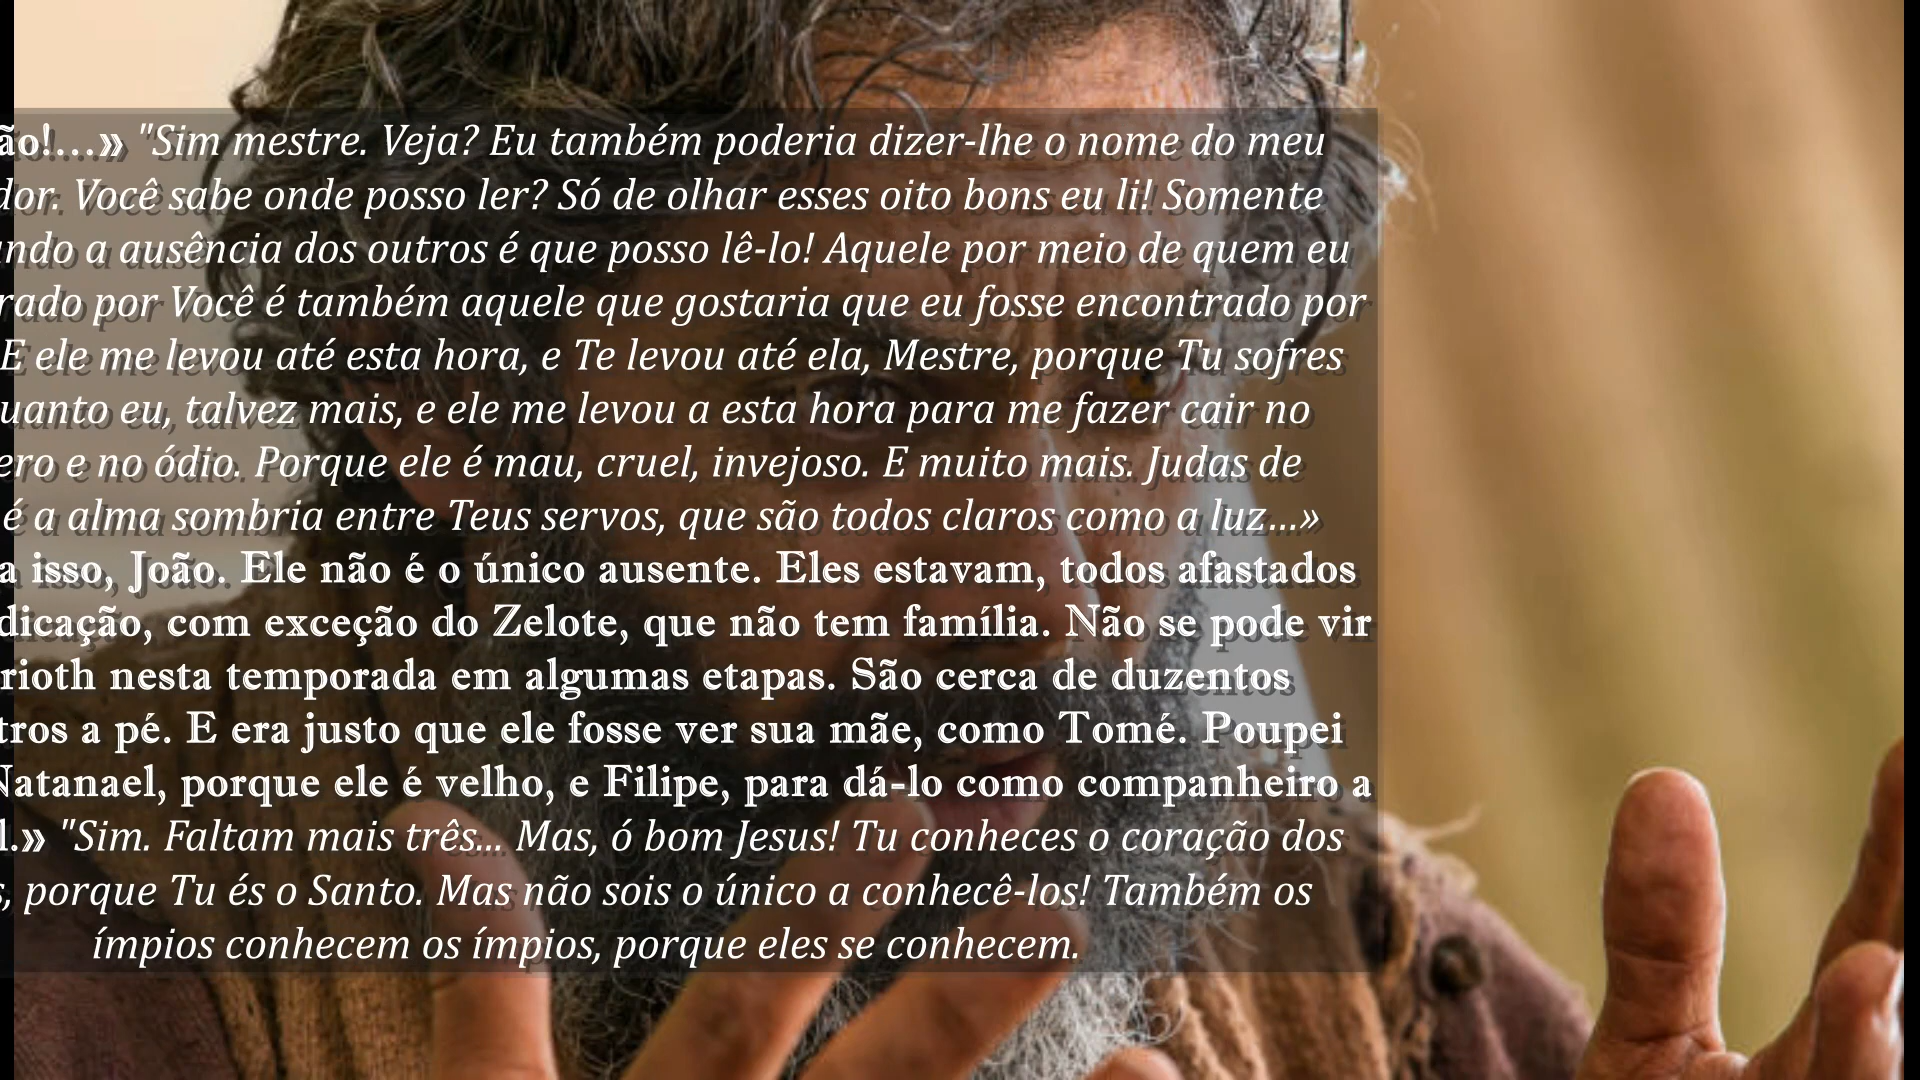 ão!...» "Sim mestre. Veja? Eu também poderia dizer-lhe o nome do meu
dor. Você sabe onde posso ler? Só de olhar esses oito bons eu li! Somente
ndo a ausência dos outros é que posso lê-lo! Aquele por meio de quem eu
rado por Você é também aquele que gostaria que eu fosse encontrado por
E ele me levou até esta hora, e Te levou até ela, Mestre, porque Tu sofres
uanto eu, talvez mais, e ele me levou a esta hora para me fazer cair no
ero e no ódio. Porque ele é mau, cruel, invejoso. E muito mais. Judas de
é a alma sombria entre Teus servos, que são todos claros como a luz...»
a isso, João. Ele não é o único ausente. Eles estavam, todos afastados
dicação, com exceção do Zelote, que não tem família. Não se pode vir
rioth nesta temporada em algumas etapas. São cerca de duzentos
tros a pé. E era justo que ele fosse ver sua mãe, como Tomé. Poupei
Natanael, porque ele é velho, e Filipe, para dá-lo como companheiro a
l.» "Sim. Faltam mais três... Mas, ó bom Jesus! Tu conheces o coração dos
s, porque Tu és o Santo. Mas não sois o único a conhecê-los! Também os
ímpios conhecem os ímpios, porque eles se conhecem.